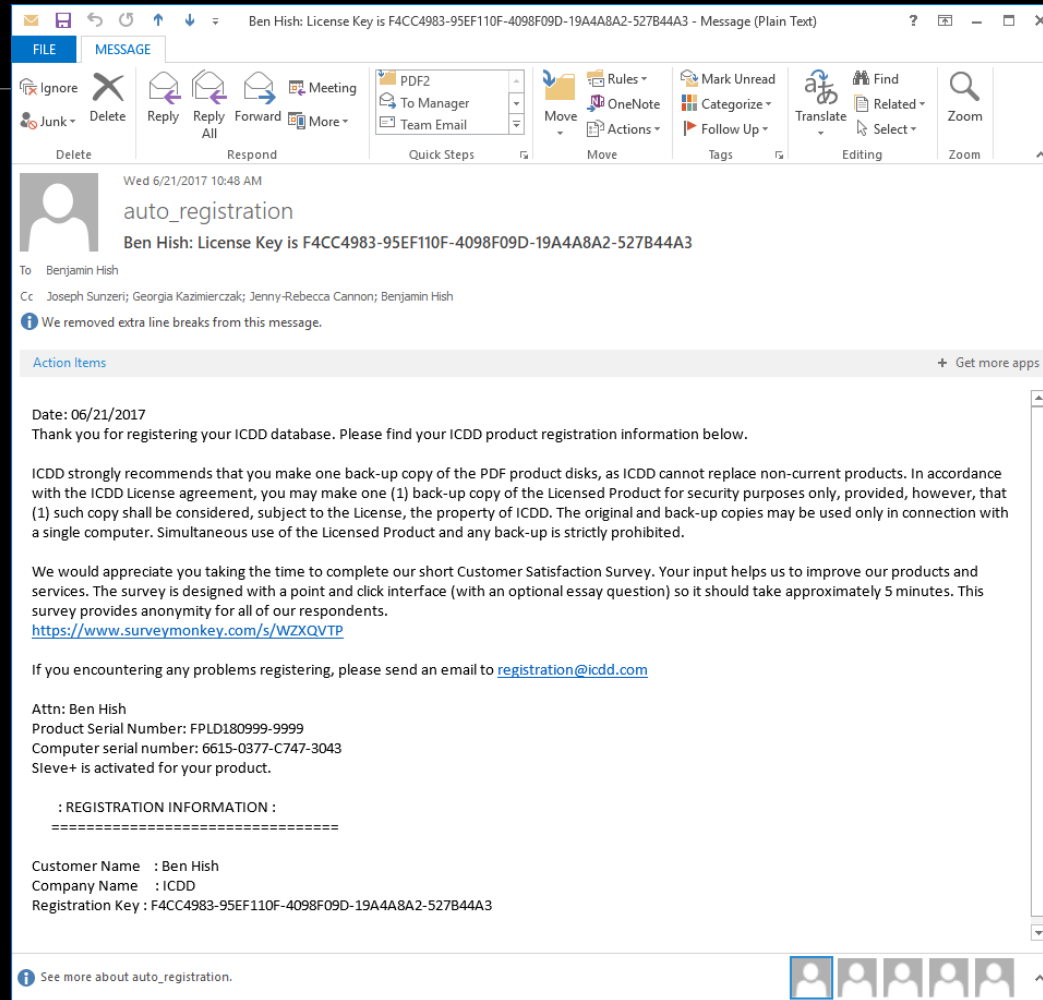 Ben Hish: License Key is F4CC4983-95EF110F-4098F09D-19A4A8A2-527B44A3 - Message (Plain Text)
FILE MESSAGE
Ignore
Junk
Delete
Reply
Reply All
Forward
Meeting
More
PDF2
To Manager
Team Email
Move
Rules
OneNote
Actions
Mark Unread
Categorize
Follow Up
Translate
Find
Related
Select
Zoom
Delete Respond Quick Steps Move Tags Editing Zoom
Wed 6/21/2017 10:48 AM
auto_registration
Ben Hish: License Key is F4CC4983-95EF110F-4098F09D-19A4A8A2-527B44A3
To Benjamin Hish
Cc Joseph Sunzeri; Georgia Kazimierczak; Jenny-Rebecca Cannon; Benjamin Hish
We removed extra line breaks from this message.
Action Items + Get more apps
Date: 06/21/2017
Thank you for registering your ICDD database. Please find your ICDD product registration information below.
ICDD strongly recommends that you make one back-up copy of the PDF product disks, as ICDD cannot replace non-current products. In accordance
with the ICDD License agreement, you may make one (1) back-up copy of the Licensed Product for security purposes only, provided, however, that
(1) such copy shall be considered, subject to the License, the property of ICDD. The original and back-up copies may be used only in connection with
a single computer. Simultaneous use of the Licensed Product and any back-up is strictly prohibited.
We would appreciate you taking the time to complete our short Customer Satisfaction Survey. Your input helps us to improve our products and
services. The survey is designed with a point and click interface (with an optional essay question) so it should take approximately 5 minutes. This
survey provides anonymity for all of our respondents.
https://www.surveymonkey.com/s/WZXQVTP
If you encountering any problems registering, please send an email to registration@icdd.com
Attn: Ben Hish
Product Serial Number: FPLD180999-9999
Computer serial number: 6615-0377-C747-3043
SIeve+ is activated for your product.
: REGISTRATION INFORMATION :
=================================
Customer Name : Ben Hish
Company Name : ICDD
Registration Key : F4CC4983-95EF110F-4098F09D-19A4A8A2-527B44A3
See more about auto_registration.